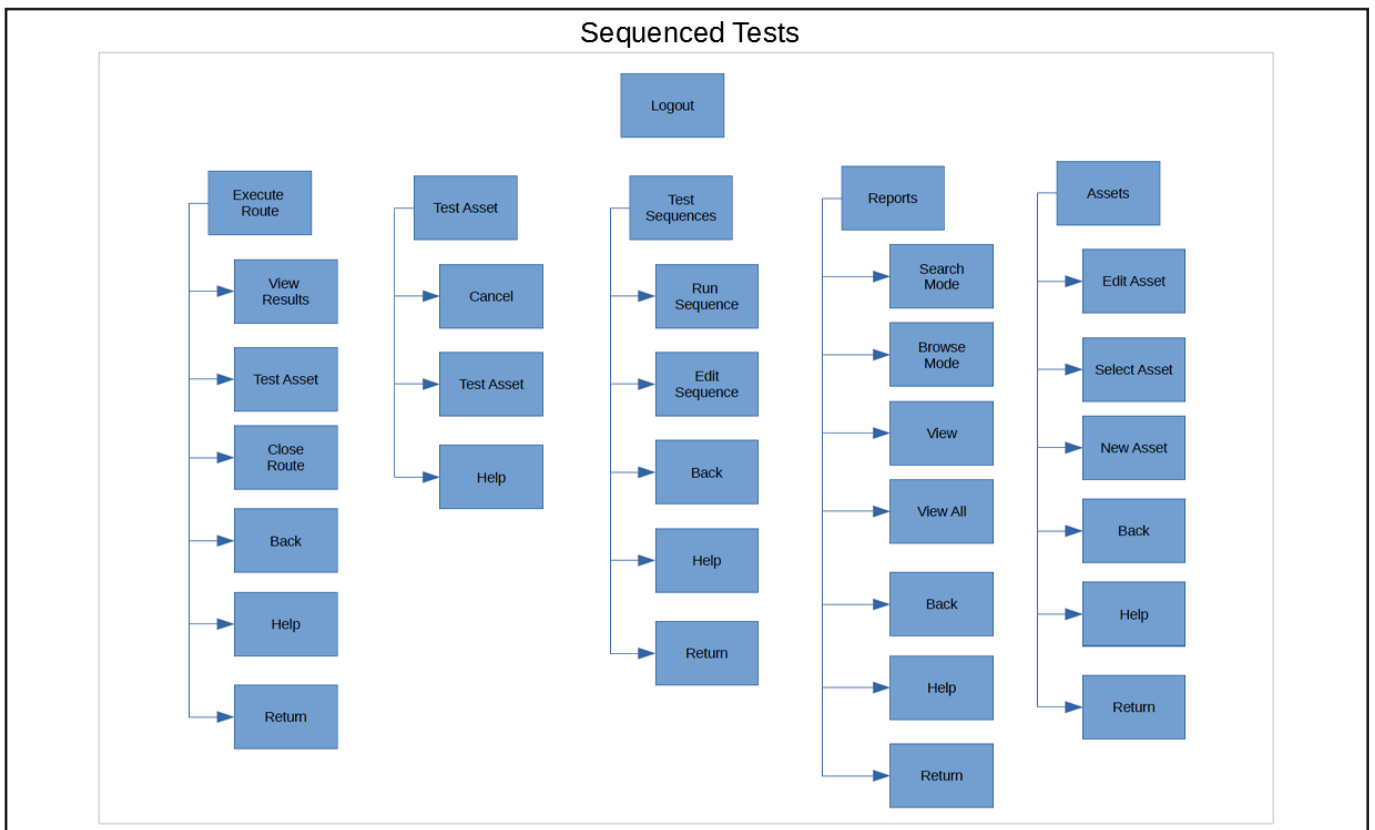 Sequenced Tests
Logout
Execute
Route
View
Results
Test Asset
Close
Route
Back
Help
Return
Test Asset
Cancel
Test Asset
Help
Test
Sequences
Run
Sequence
Edit
Sequence
Back
Help
Return
Reports
Search
Mode
Browse
Mode
View
View All
Back
Help
Return
Assets
Edit Asset
Select Asset
New Asset
Back
Help
Return